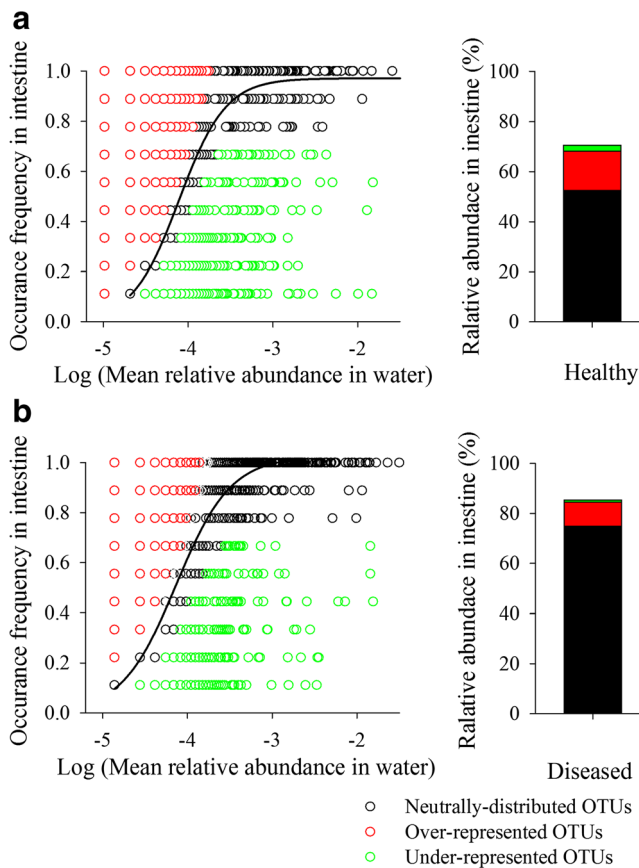 a
Occurance frequency in intestine
1.0
0.8
0.6
0.4
0.2
0.0
-5
-4
-3
-2
Log (Mean relative abundance in water)
Ralative abundace in inestine (%)
100
80
60
40
20
0
Healthy
b
Occurance frequency in intestine
1.0
0.8
0.6
0.4
0.2
0.0
-5
-4
-3
-2
Log (Mean relative abundance in water)
Ralative abundace in inestine (%)
100
80
60
40
20
0
Diseased
Neutrally-distributed OTUs
Over-represented OTUs
Under-represented OTUs